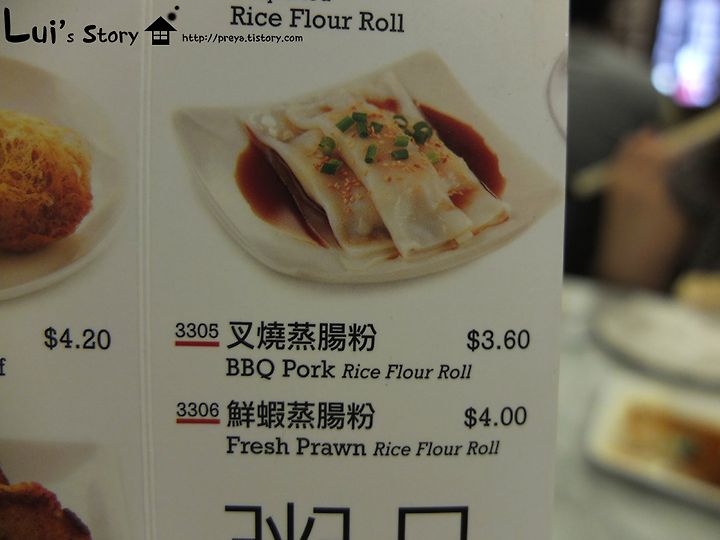 Lui's Story http://preya.tistory.com
Rice Flour Roll
$4.20
f
3305 叉燒蒸腸粉 $3.60
BBQ Pork Rice Flour Roll
3306 鮮蝦蒸腸粉 $4.00
Fresh Prawn Rice Flour Roll